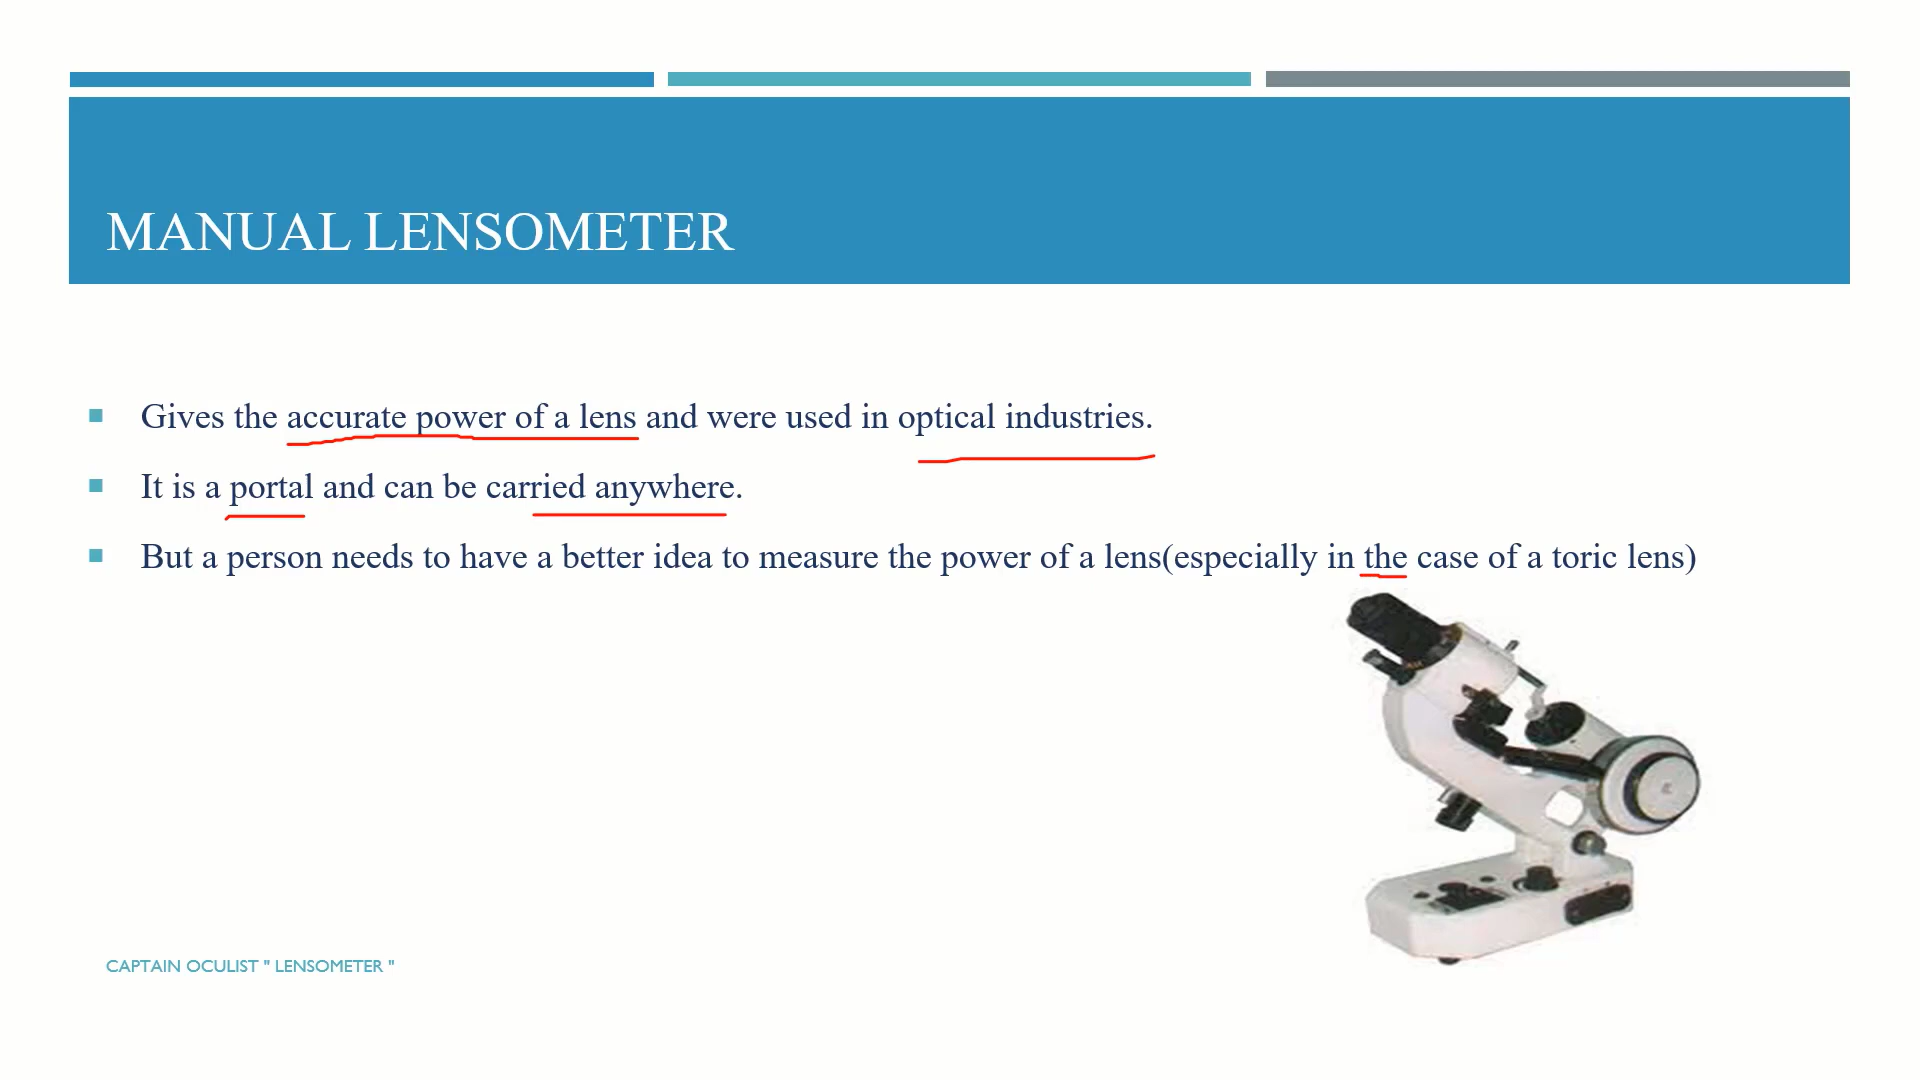 MANUAL LENSOMETER
Gives the accurate power of a lens and were used in optical industries.
It is a portal and can be carried anywhere.
But a person needs to have a better idea to measure the power of a lens(especially in the case of a toric lens)
CAPTAIN OCULIST " LENSOMETER "